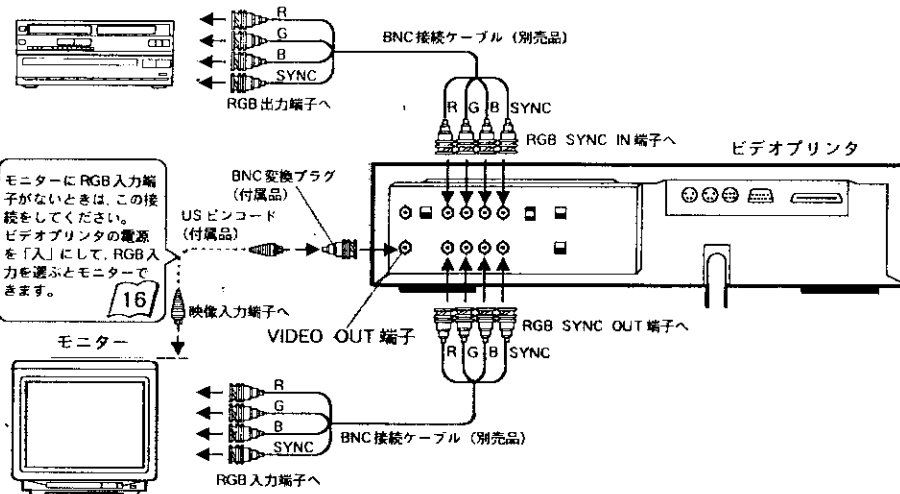 R
G
B
SYNC
RGB出力端子へ
BNC接続ケーブル（別売品）
R G B SYNC
RGB SYNC IN端子へ
ビデオプリンタ
モニターにRGB入力端
子がないときは、この接
続をしてください。
ビデオプリンタの電源
を「入」にして、RGB入
力を選ぶとモニターで
きます。
16
BNC変換プラグ
（付属品）
USピンコード
（付属品）
映像入力端子へ
VIDEO OUT端子
RGB SYNC OUT端子へ
R G B SYNC
モニター
R
G
B
SYNC
BNC接続ケーブル（別売品）
RGB入力端子へ